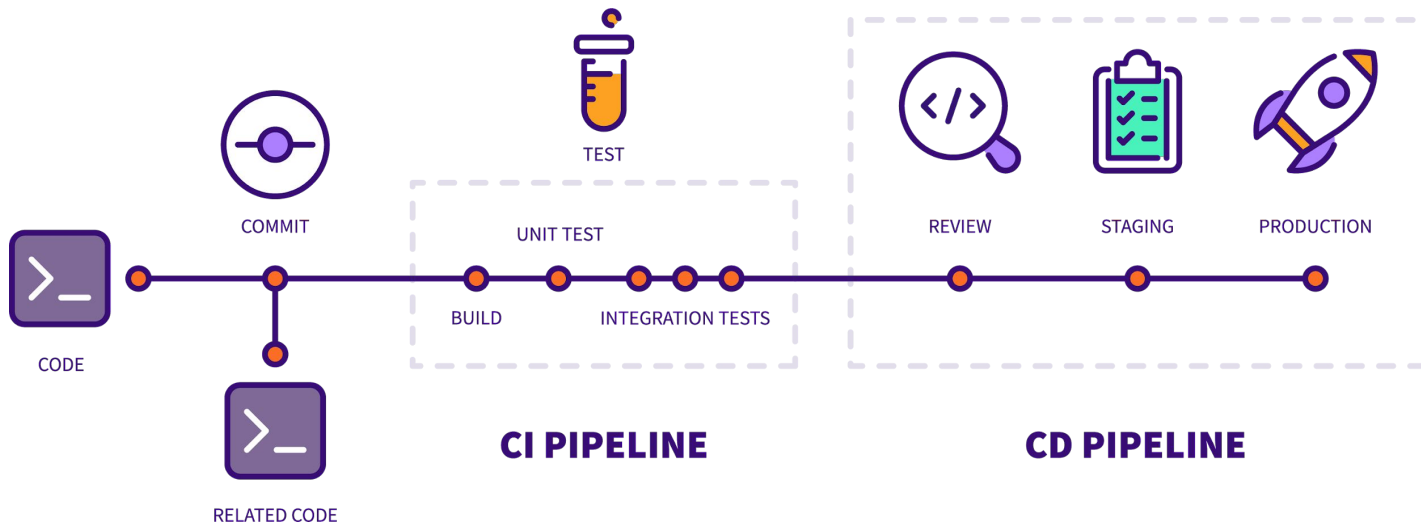 TEST
COMMIT
UNIT TEST
REVIEW
STAGING
PRODUCTION
CODE
BUILD
INTEGRATION TESTS
RELATED CODE
CI PIPELINE
CD PIPELINE